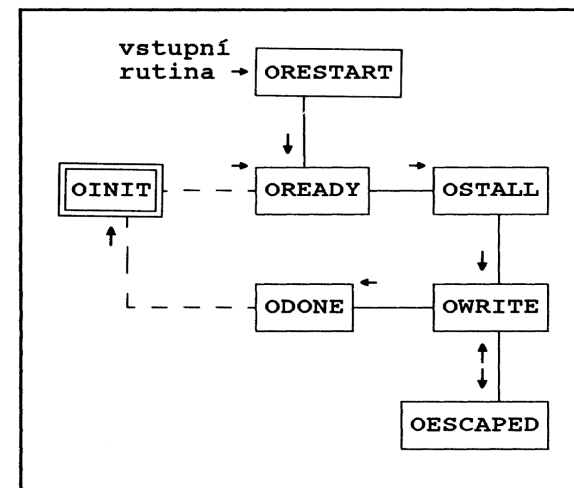 vstupní
rutina
ORESTART
OINIT
OREADY
OSTALL
ODONE
OWRITE
OESCAPED